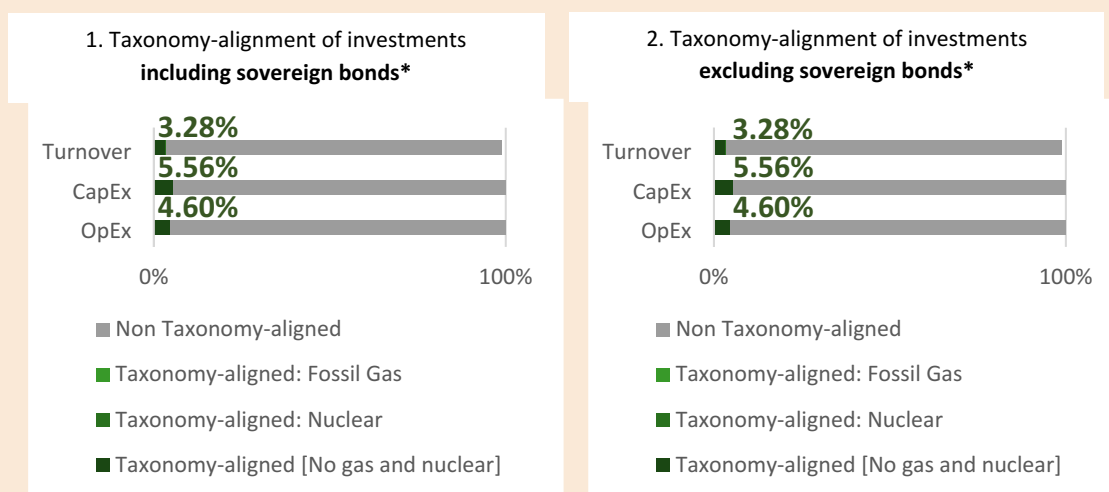 1. Taxonomy-alignment of investments
including sovereign bonds*
3.28%
Turnover
5.56%
CapEx
4.60%
OpEx
0% 100%
Non Taxonomy-aligned
Taxonomy-aligned: Fossil Gas
Taxonomy-aligned: Nuclear
Taxonomy-aligned [No gas and nuclear]
2. Taxonomy-alignment of investments
excluding sovereign bonds*
3.28%
Turnover
5.56%
CapEx
4.60%
OpEx
0% 100%
Non Taxonomy-aligned
Taxonomy-aligned: Fossil Gas
Taxonomy-aligned: Nuclear
Taxonomy-aligned [No gas and nuclear]